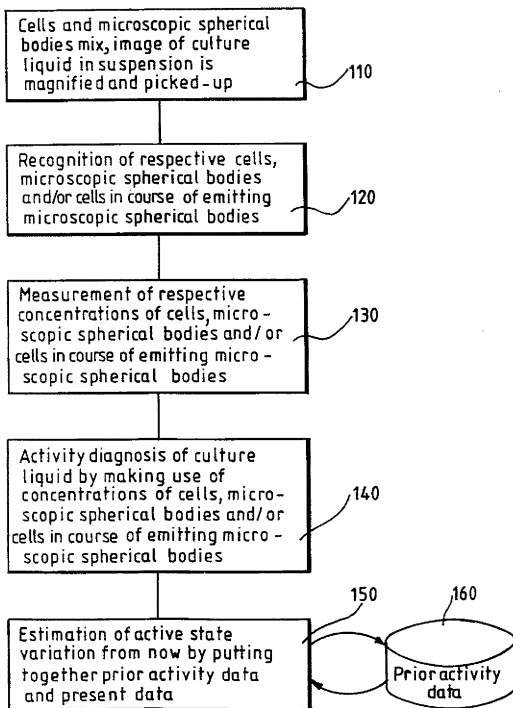 Cells and microscopic spherical
bodies mix, image of culture
liquid in suspension is
magnified and picked-up
110
Recognition of respective cells,
microscopic spherical bodies
and/or cells in course of emitting
microscopic spherical bodies
120
Measurement of respective
concentrations of cells, micro-
scopic spherical bodies and/or
cells in course of emitting micro-
scopic spherical bodies
130
Activity diagnosis of culture
liquid by making use of
concentrations of cells, micro-
scopic spherical bodies and/or
cells in course of emitting micro-
scopic spherical bodies
140
Estimation of active state
variation from now by putting
together prior activity data
and present data
150
160
Prior activity
data